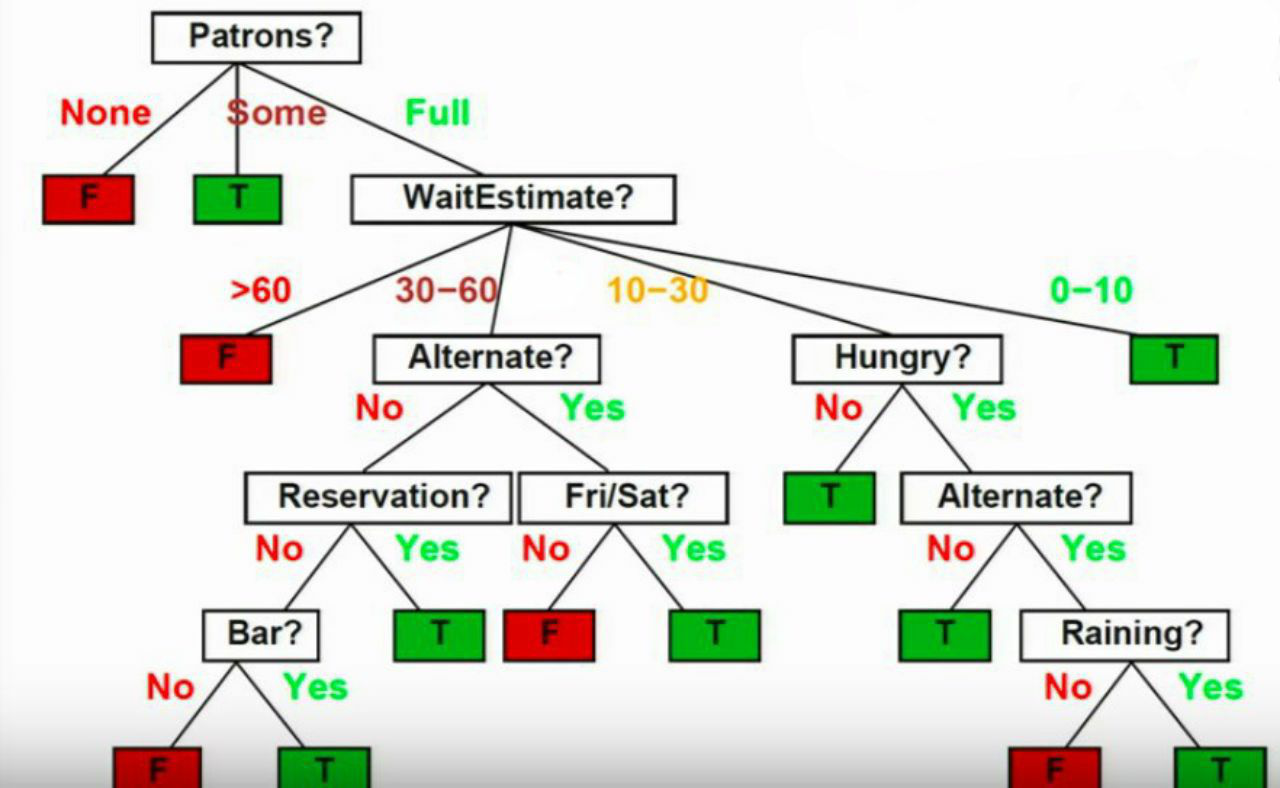 Patrons?
None Some Full
F T WaitEstimate?
>60 30−60 10−30 0−10
F Alternate? Hungry? T
No Yes No Yes
Reservation? Fri/Sat? T Alternate?
No Yes No Yes No Yes
Bar? T F T T Raining?
No Yes No Yes
F T F T